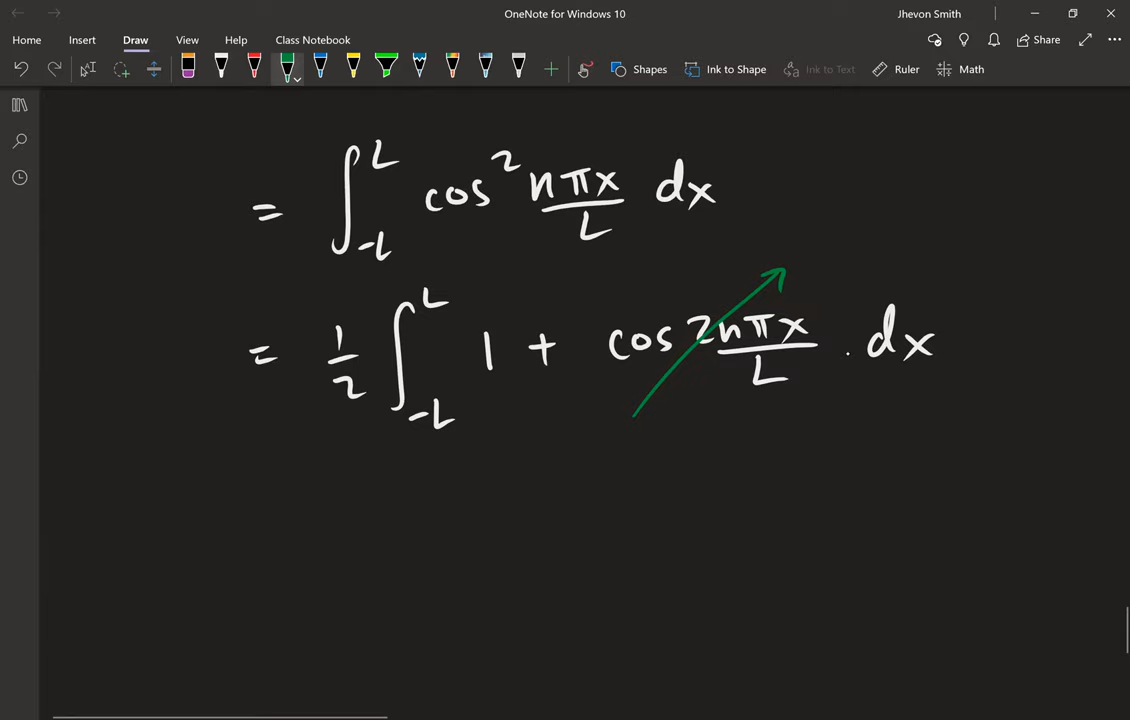 OneNote for Windows 10
Jhevon Smith
Home Insert Draw View Help Class Notebook Share
Shapes Ink to Shape Ink to Text Ruler Math
= ∫_{-L}^{L} cos² nπx/L dx
= 1/2 ∫_{-L}^{L} 1 + cos 2nπx/L . dx